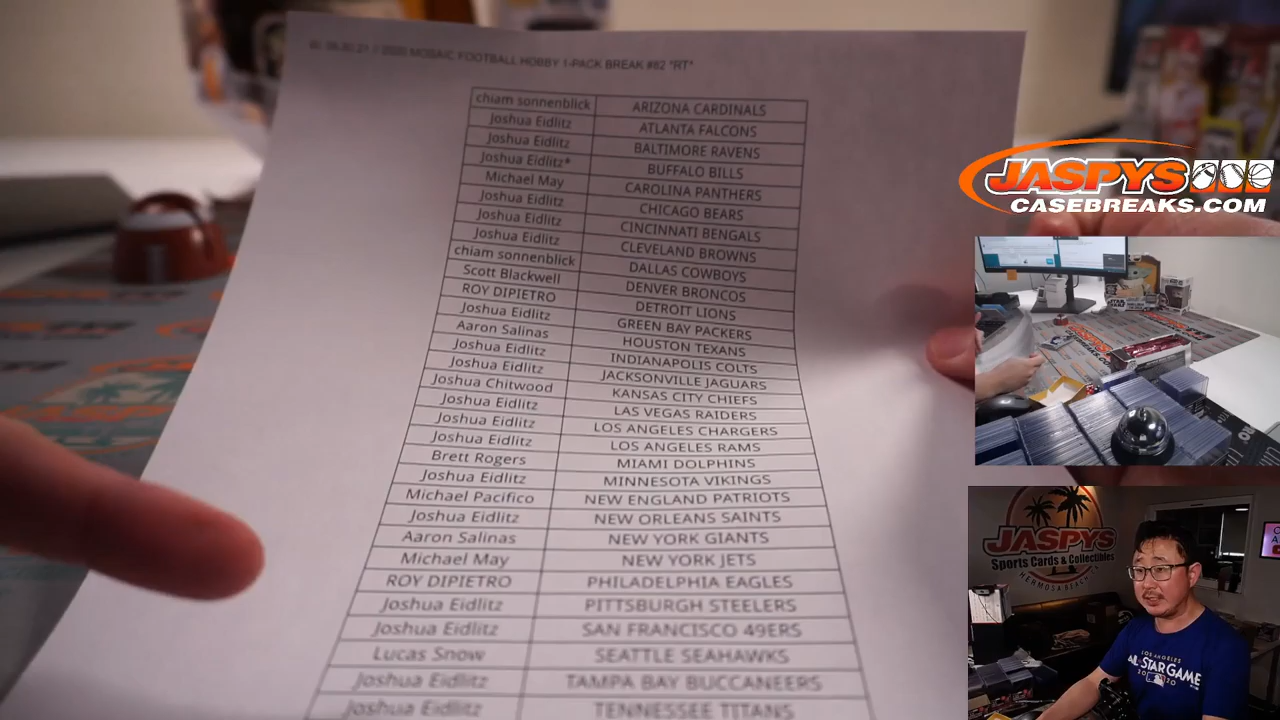 2020 MOSAIC FOOTBALL HOBBY 1-PACK BREAK #82 "RT"
chiam sonnenblick ARIZONA CARDINALS
Joshua Eidlitz ATLANTA FALCONS
Joshua Eidlitz BALTIMORE RAVENS
Joshua Eidlitz* BUFFALO BILLS
Michael May CAROLINA PANTHERS
Joshua Eidlitz CHICAGO BEARS
Joshua Eidlitz CINCINNATI BENGALS
Joshua Eidlitz CLEVELAND BROWNS
chiam sonnenblick DALLAS COWBOYS
Scott Blackwell DENVER BRONCOS
ROY DIPIETRO DETROIT LIONS
Joshua Eidlitz GREEN BAY PACKERS
Aaron Salinas HOUSTON TEXANS
Joshua Eidlitz INDIANAPOLIS COLTS
Joshua Eidlitz JACKSONVILLE JAGUARS
Joshua Chitwood KANSAS CITY CHIEFS
Joshua Eidlitz LAS VEGAS RAIDERS
Joshua Eidlitz LOS ANGELES CHARGERS
Joshua Eidlitz LOS ANGELES RAMS
Brett Rogers MIAMI DOLPHINS
Joshua Eidlitz MINNESOTA VIKINGS
Michael Pacifico NEW ENGLAND PATRIOTS
Joshua Eidlitz NEW ORLEANS SAINTS
Aaron Salinas NEW YORK GIANTS
Michael May NEW YORK JETS
ROY DIPIETRO PHILADELPHIA EAGLES
Joshua Eidlitz PITTSBURGH STEELERS
Joshua Eidlitz SAN FRANCISCO 49ERS
Lucas Snow SEATTLE SEAHAWKS
Joshua Eidlitz TAMPA BAY BUCCANEERS
Joshua Eidlitz TENNESSEE TITANS
JASPYS
CASEBREAKS.COM
JASPYS
Sports Cards & Collectibles
HERMOSA BEACH
LOS ANGELES
ALL-STAR GAME
2020